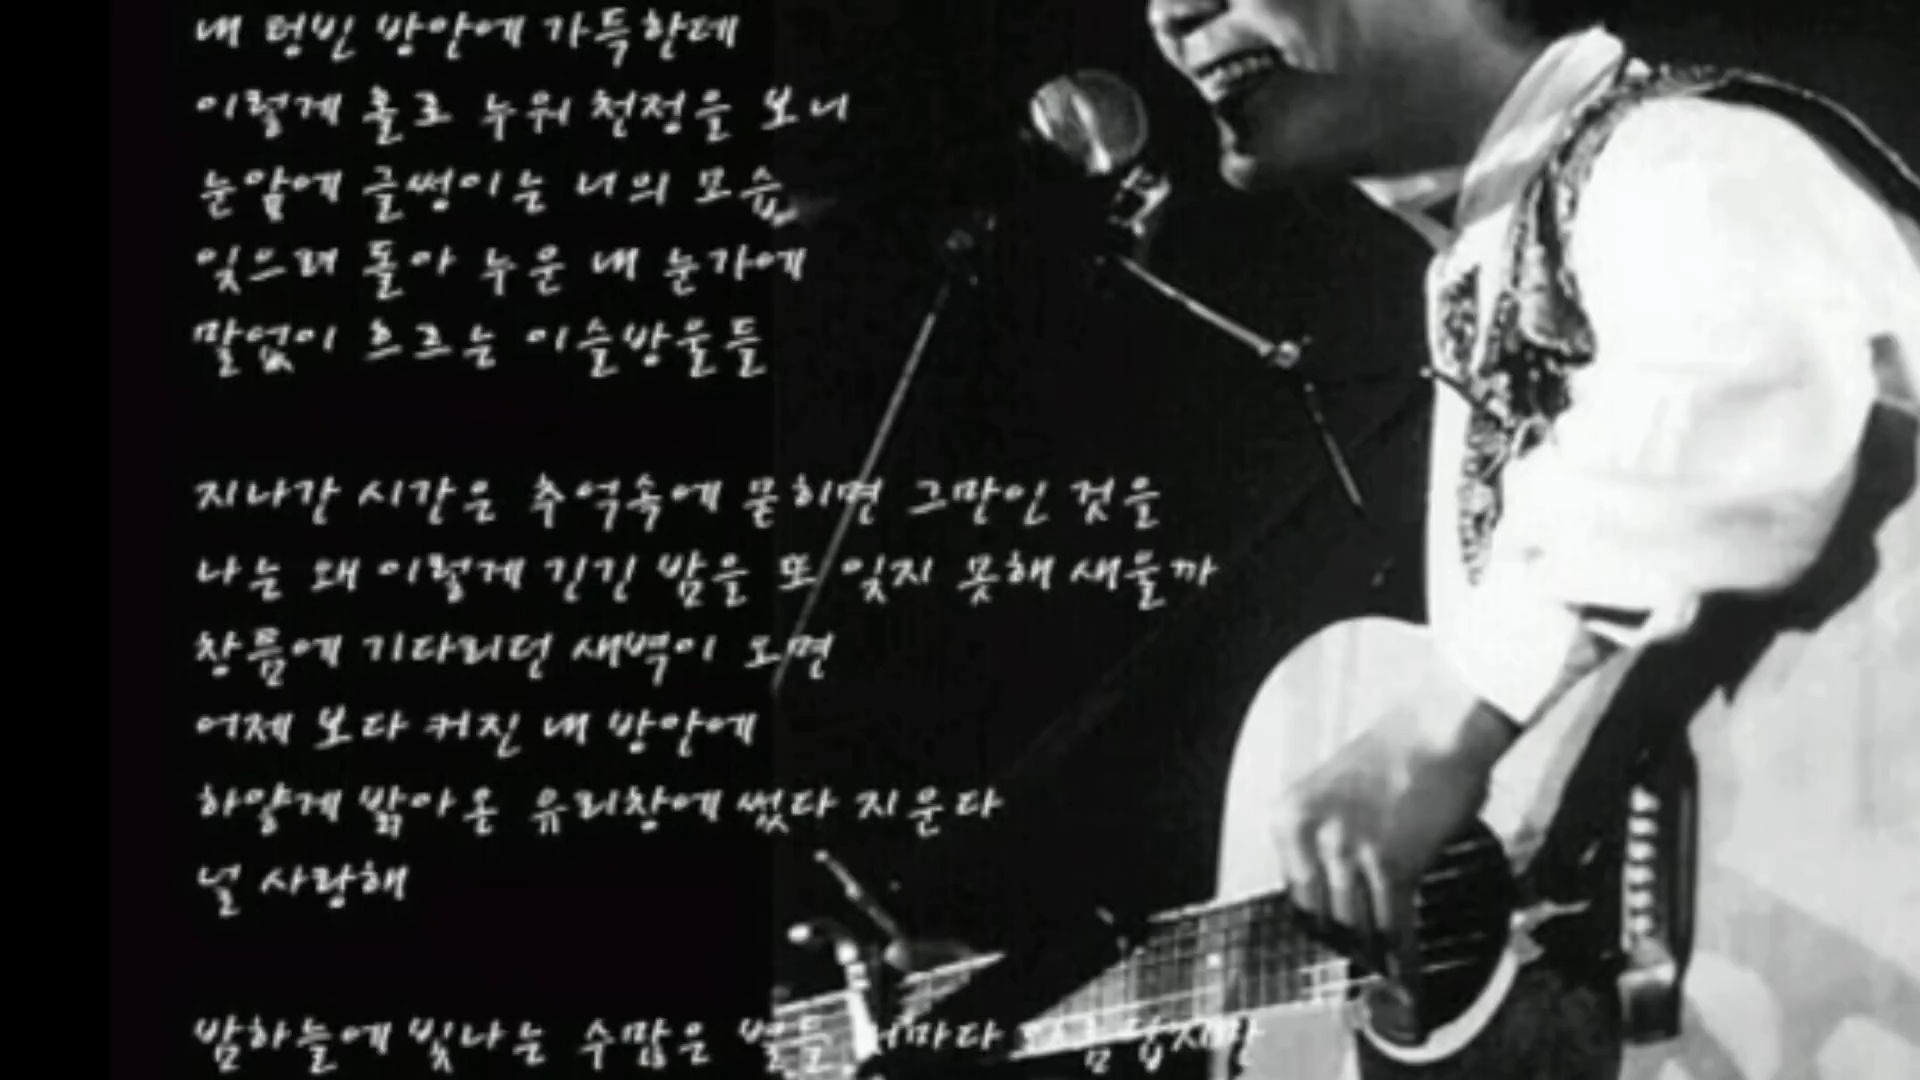 내 텅빈 방안에 가득한데
이렇게 홀로 누워 천정을 보니
눈앞에 글썽이는 너의 모습
잊으려 돌아 누운 내 눈가에
말없이 흐르는 이슬방울들
지나간 시간은 추억속에 묻히면 그만인 것을
나는 왜 이렇게 긴긴 밤을 또 잊지 못해 새울까
창틈에 기다리던 새벽이 오면
어제 보다 커진 내 방안에
하얗게 밝아온 유리창에 썼다 지운다
널 사랑해
밤하늘에 빛나는 수많은 별들 저마다